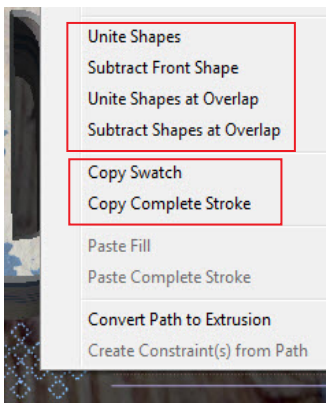 Unite Shapes
Subtract Front Shape
Unite Shapes at Overlap
Subtract Shapes at Overlap
Copy Swatch
Copy Complete Stroke
Paste Fill
Paste Complete Stroke
Convert Path to Extrusion
Create Constraint(s) from Path